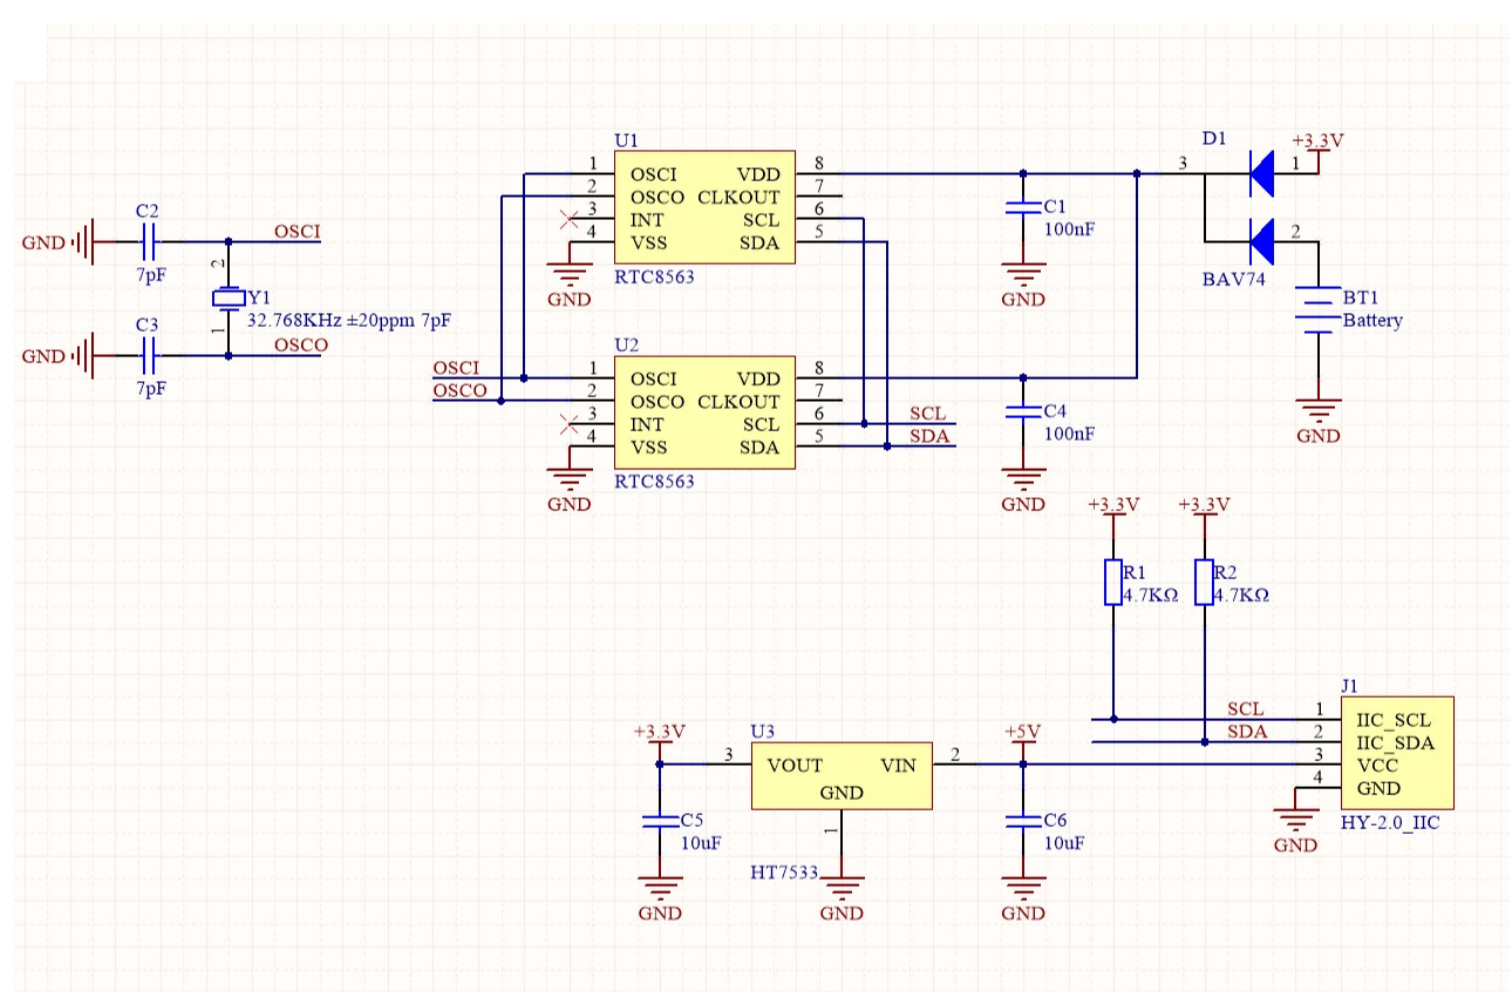 C2
GND
OSCI
7pF
2
Y1
32.768KHz ±20ppm 7pF
1
C3
GND
OSCO
7pF
U1
1 OSCI VDD 8
2 OSCO CLKOUT 7
3 INT SCL 6
4 VSS SDA 5
RTC8563
GND
U2
OSCI 1 OSCI VDD 8
OSCO 2 OSCO CLKOUT 7
3 INT SCL 6 SCL
4 VSS SDA 5 SDA
RTC8563
GND
C1
100nF
GND
C4
100nF
GND
D1
+3.3V
3 1
2
BAV74
BT1
Battery
GND
+3.3V +3.3V
R1 R2
4.7KΩ 4.7KΩ
J1
SCL 1 IIC_SCL
SDA 2 IIC_SDA
3 VCC
4 GND
HY-2.0_IIC
GND
+3.3V U3 +5V
3 VOUT VIN 2
GND
1
C5
10uF
HT7533
C6
10uF
GND GND GND